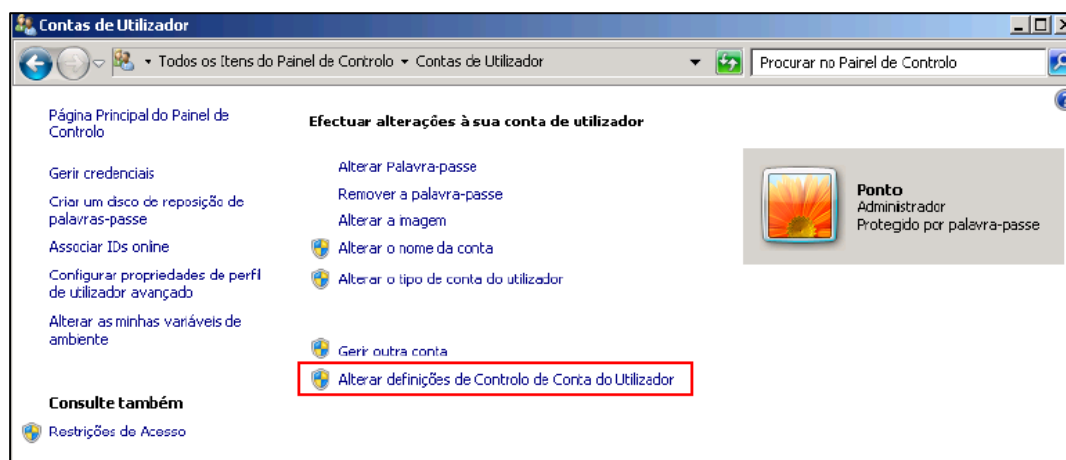 Contas de Utilizador
Todos os Itens do Painel de Controlo
Contas de Utilizador
Procurar no Painel de Controlo
Página Principal do Painel de
Controlo
Gerir credenciais
Criar um disco de reposição de
palavras-passe
Associar IDs online
Configurar propriedades de perfil
de utilizador avançado
Alterar as minhas variáveis de
ambiente
Consulte também
Restrições de Acesso
Efectuar alterações à sua conta de utilizador
Alterar Palavra-passe
Remover a palavra-passe
Alterar a imagem
Alterar o nome da conta
Alterar o tipo de conta do utilizador
Gerir outra conta
Alterar definições de Controlo de Conta do Utilizador
Ponto
Administrador
Protegido por palavra-passe